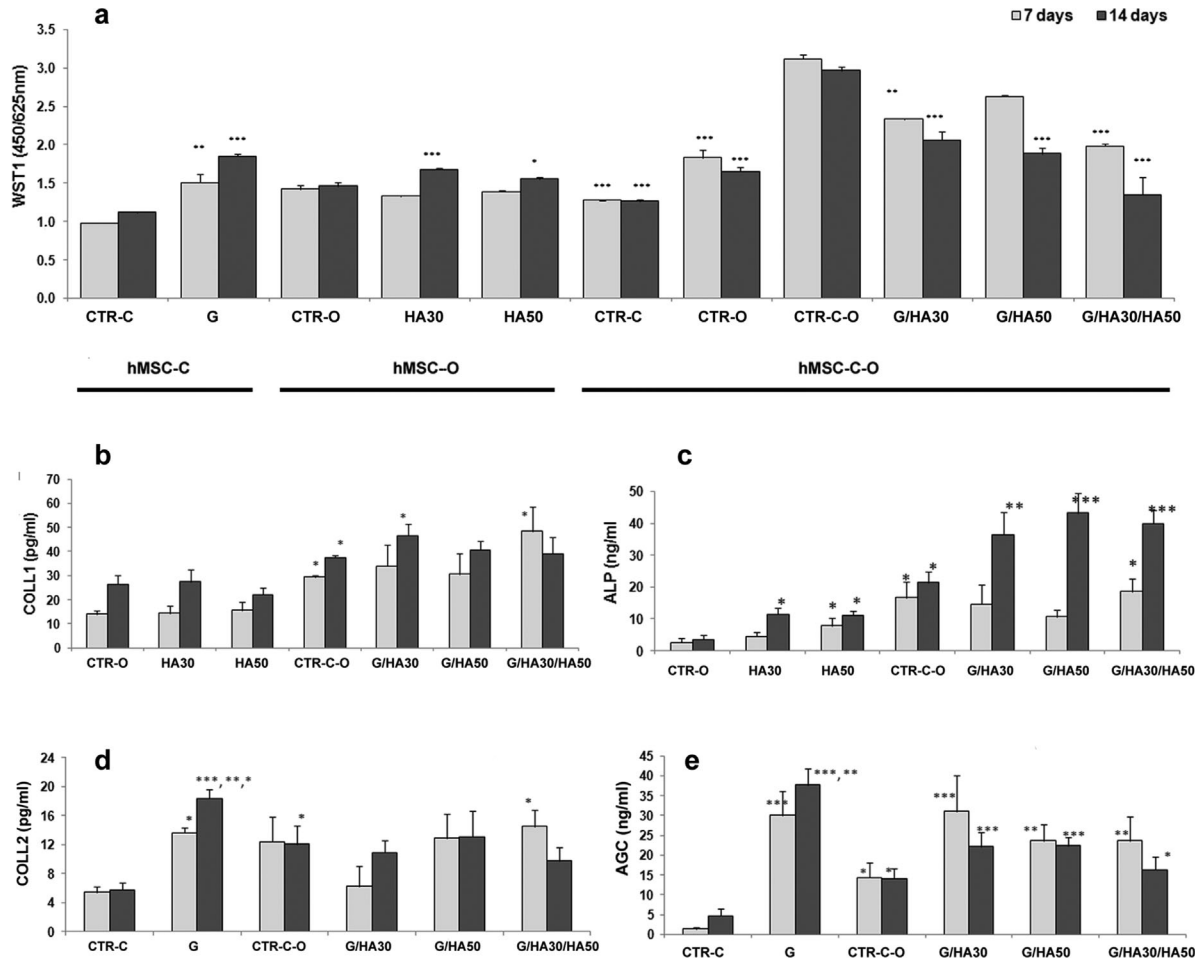 a
7 days 14 days
WST1 (450/625nm)
3.5
3.0
2.5
2.0
1.5
1.0
0.5
0.0
** *** *** * *** *** *** *** ** *** *** *** ***
CTR-C G CTR-O HA30 HA50 CTR-C CTR-O CTR-C-O G/HA30 G/HA50 G/HA30/HA50
hMSC-C hMSC–O hMSC-C-O
b
COLL1 (pg/ml)
70
60
50
40
30
20
10
0
* * * *
CTR-O HA30 HA50 CTR-C-O G/HA30 G/HA50 G/HA30/HA50
c
ALP (ng/ml)
50
40
30
20
10
0
* * * * * ** *** * ***
CTR-O HA30 HA50 CTR-C-O G/HA30 G/HA50 G/HA30/HA50
d
COLL2 (pg/ml)
24
20
16
12
8
4
0
* ***,**,* * *
CTR-C G CTR-C-O G/HA30 G/HA50 G/HA30/HA50
e
AGC (ng/ml)
45
40
35
30
25
20
15
10
5
0
*** ***,** * * *** *** ** *** ** *
CTR-C G CTR-C-O G/HA30 G/HA50 G/HA30/HA50